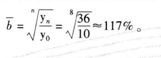 b̄ = ⁿ√(yₙ/y₀) = ⁸√(36/10) ≈ 117% 。